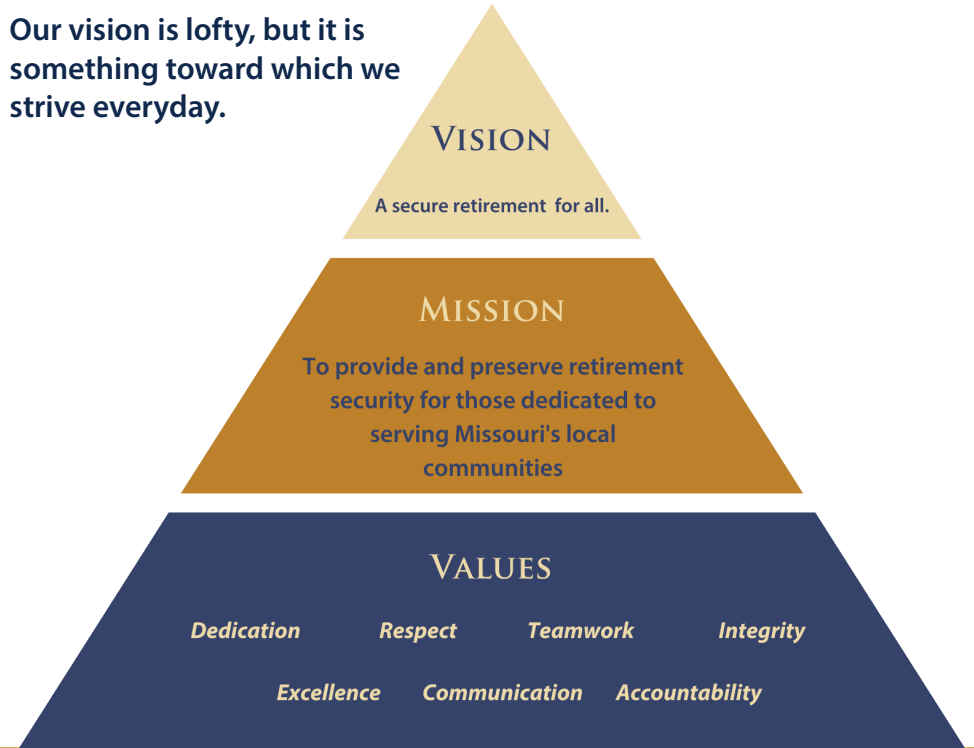 Our vision is lofty, but it is
something toward which we
strive everyday.
VISION
A secure retirement for all.
MISSION
To provide and preserve retirement
security for those dedicated to
serving Missouri's local
communities
VALUES
Dedication Respect Teamwork Integrity
Excellence Communication Accountability